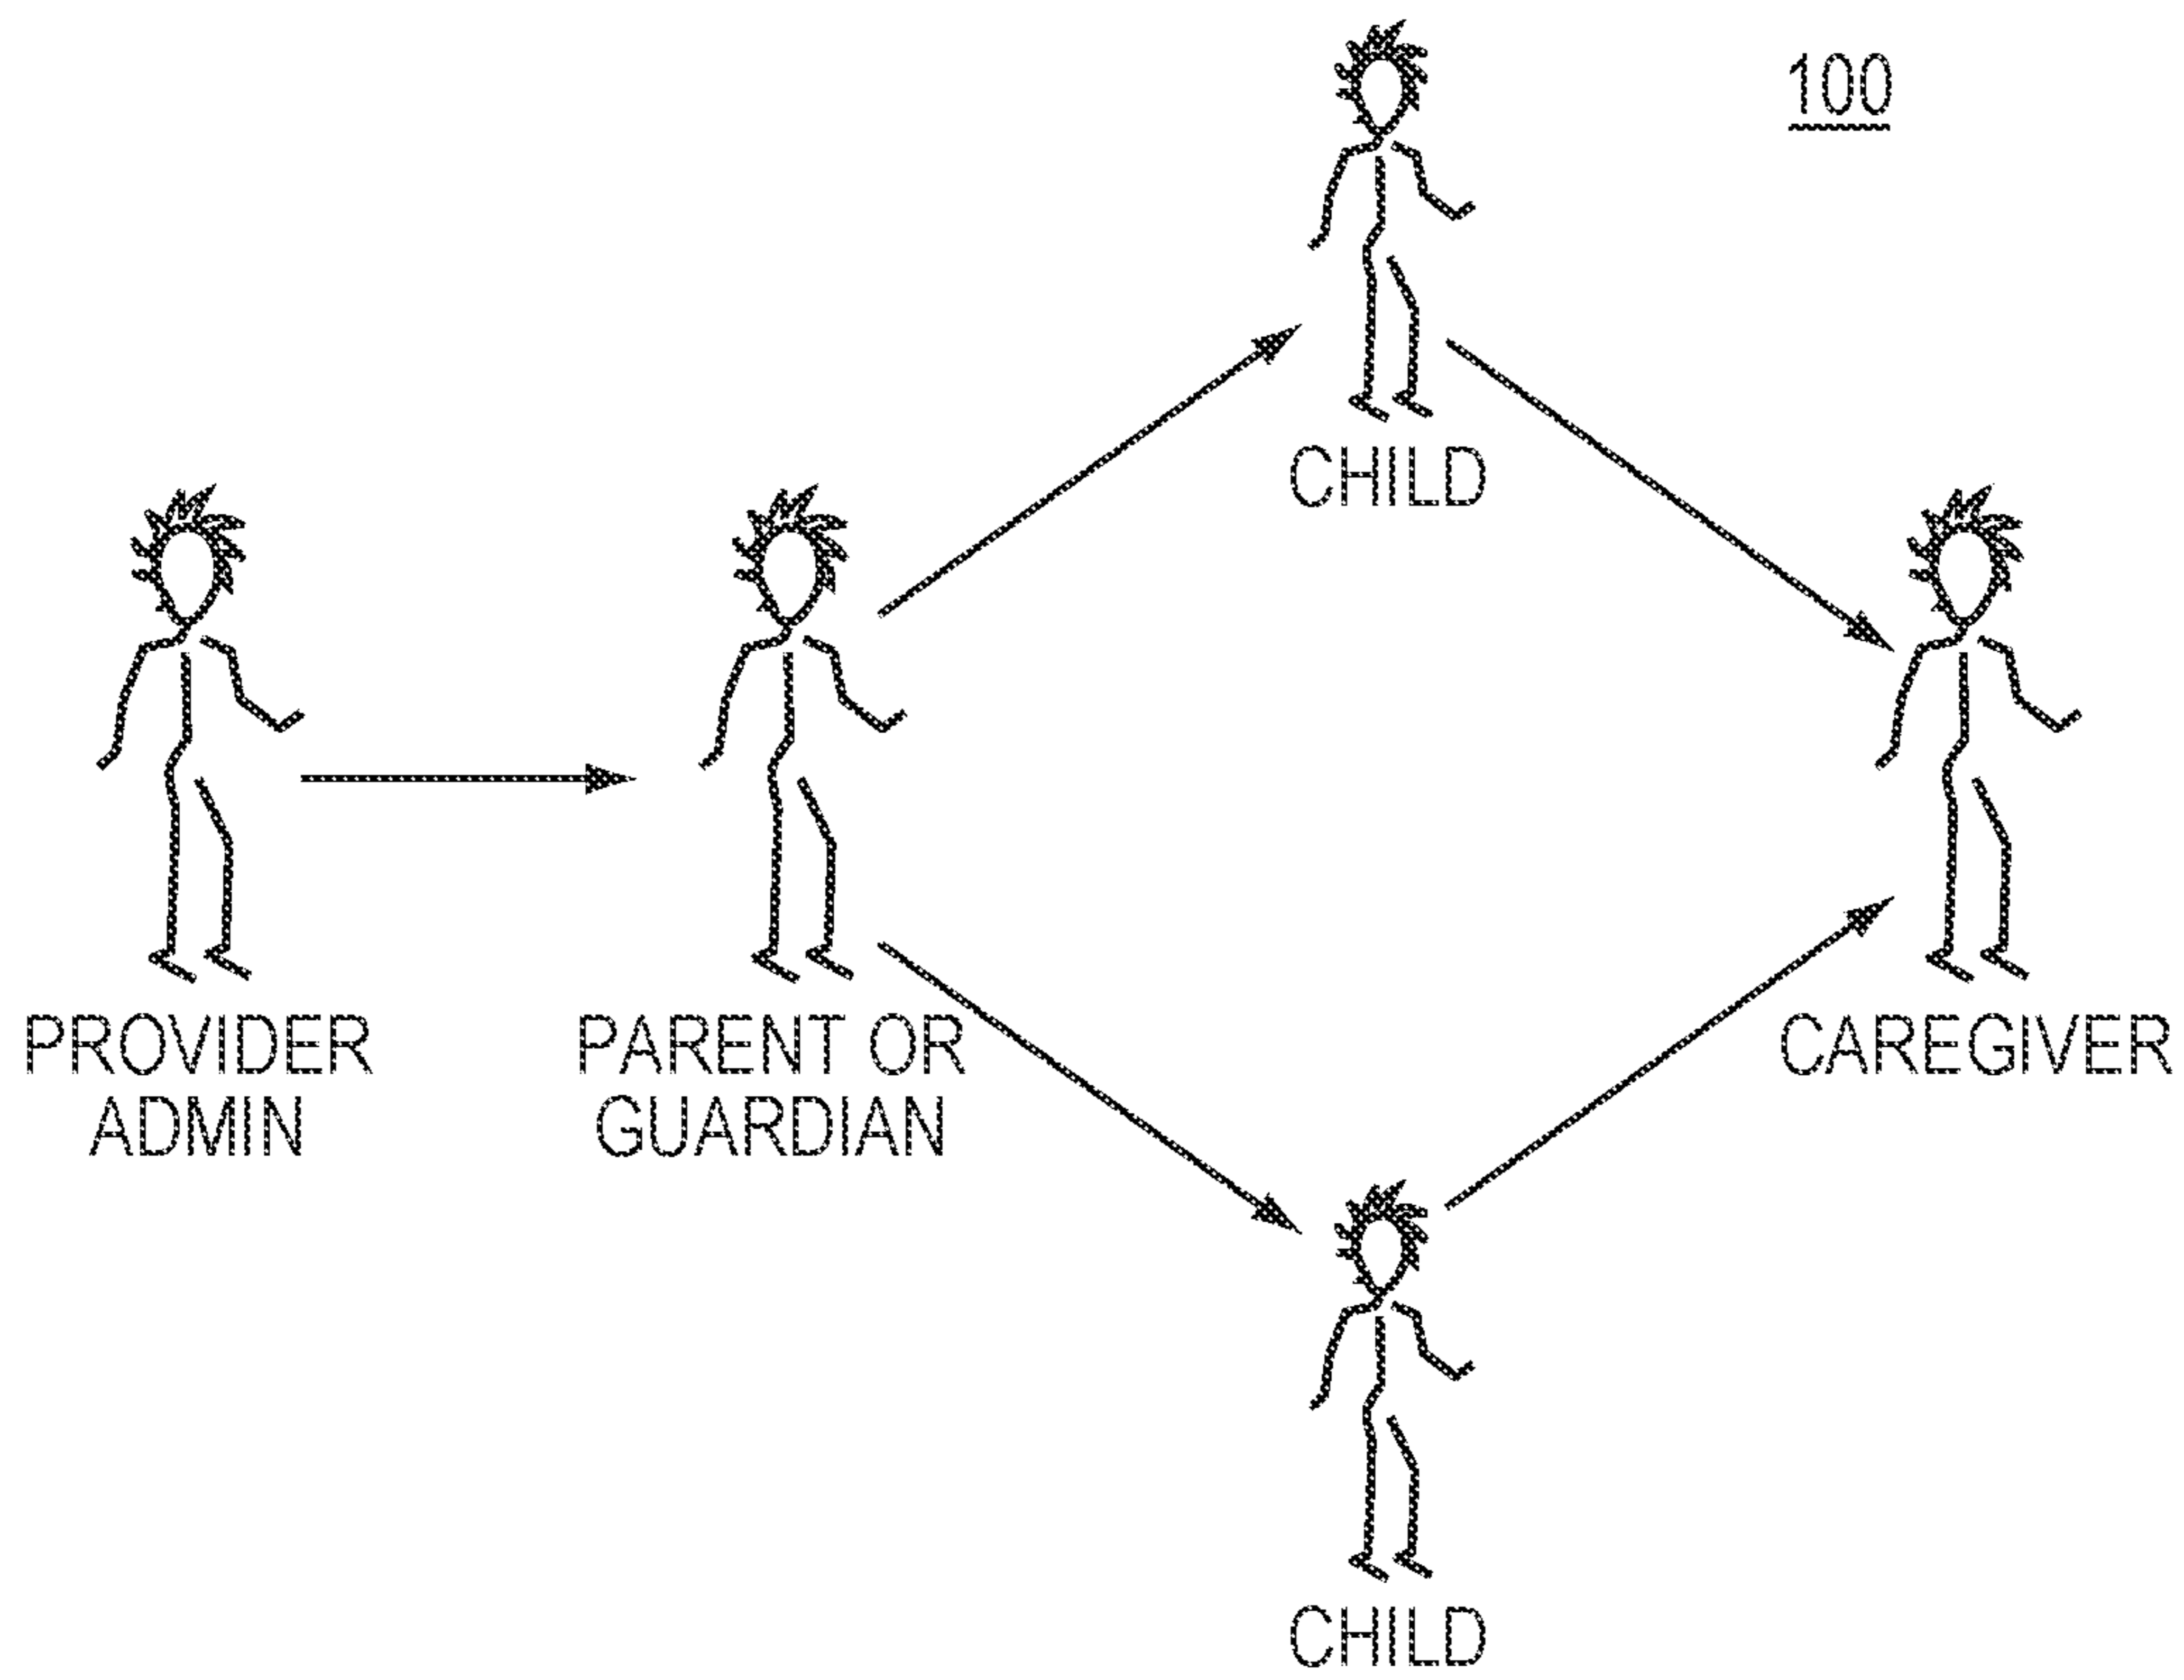 100
CHILD
PROVIDER
ADMIN
PARENT OR
GUARDIAN
CAREGIVER
CHILD